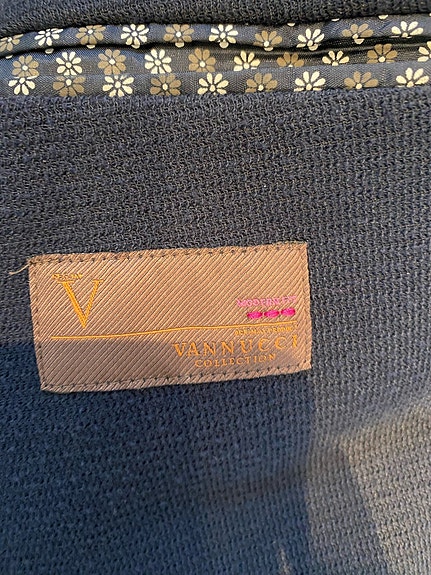 V
MODERN FIT
VANNUCCI
COLLECTION